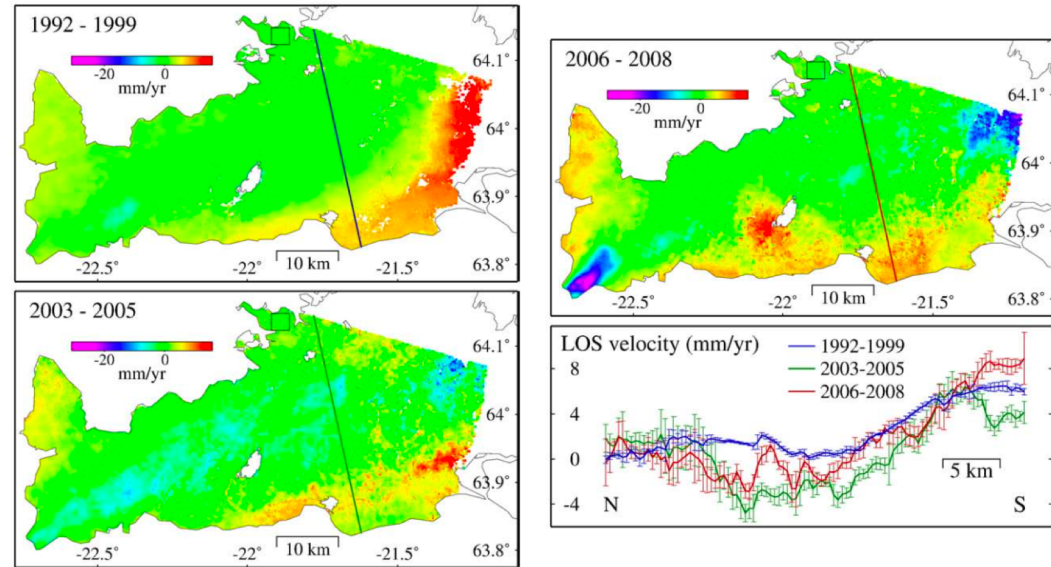 1992 - 1999
-20 0
mm/yr
64.1°
64°
63.9°
63.8°
10 km
-22.5° -22° -21.5°
2003 - 2005
-20 0
mm/yr
64.1°
64°
63.9°
63.8°
10 km
-22.5° -22° -21.5°
2006 - 2008
-20 0
mm/yr
64.1°
64°
63.9°
63.8°
10 km
-22.5° -22° -21.5°
LOS velocity (mm/yr)
1992-1999
2003-2005
2006-2008
8
4
0
-4
5 km
N S